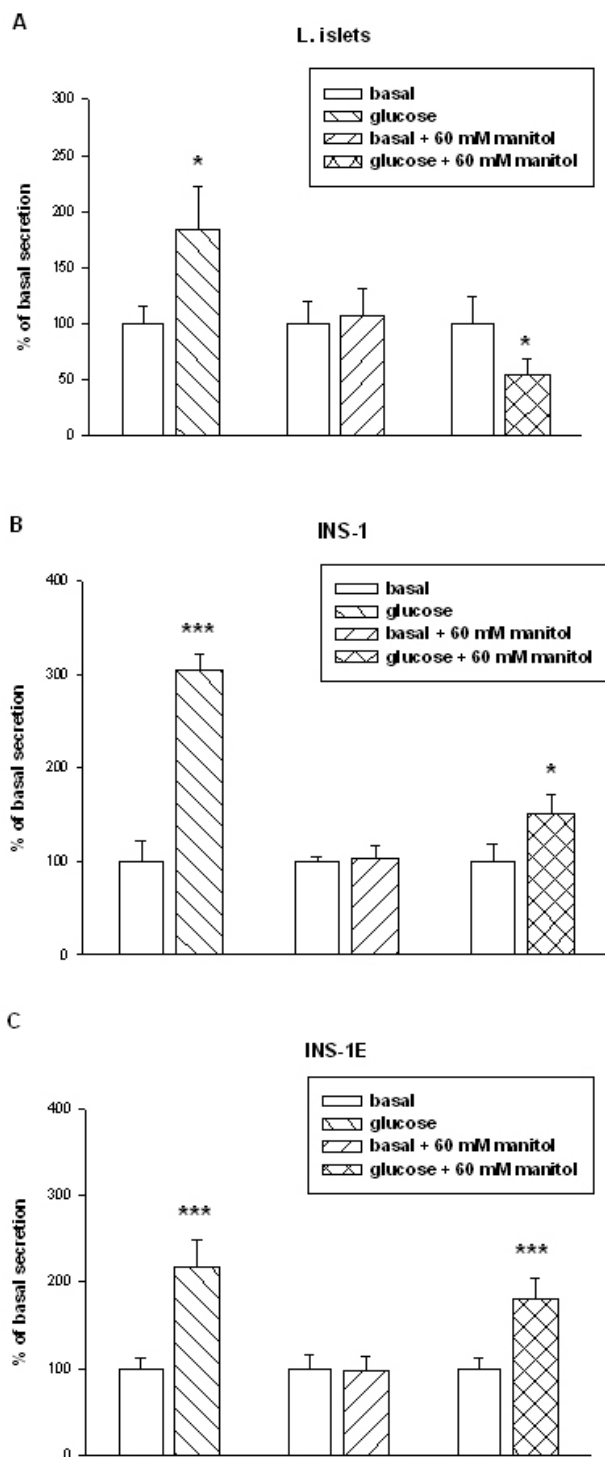 A
L. islets
basal
glucose
basal + 60 mM manitol
glucose + 60 mM manitol
300
250
200
150
100
50
0
% of basal secretion
*
*
B
INS-1
basal
glucose
basal + 60 mM manitol
glucose + 60 mM manitol
400
300
200
100
0
% of basal secretion
***
*
C
INS-1E
basal
glucose
basal + 60 mM manitol
glucose + 60 mM manitol
400
300
200
100
0
% of basal secretion
***
***